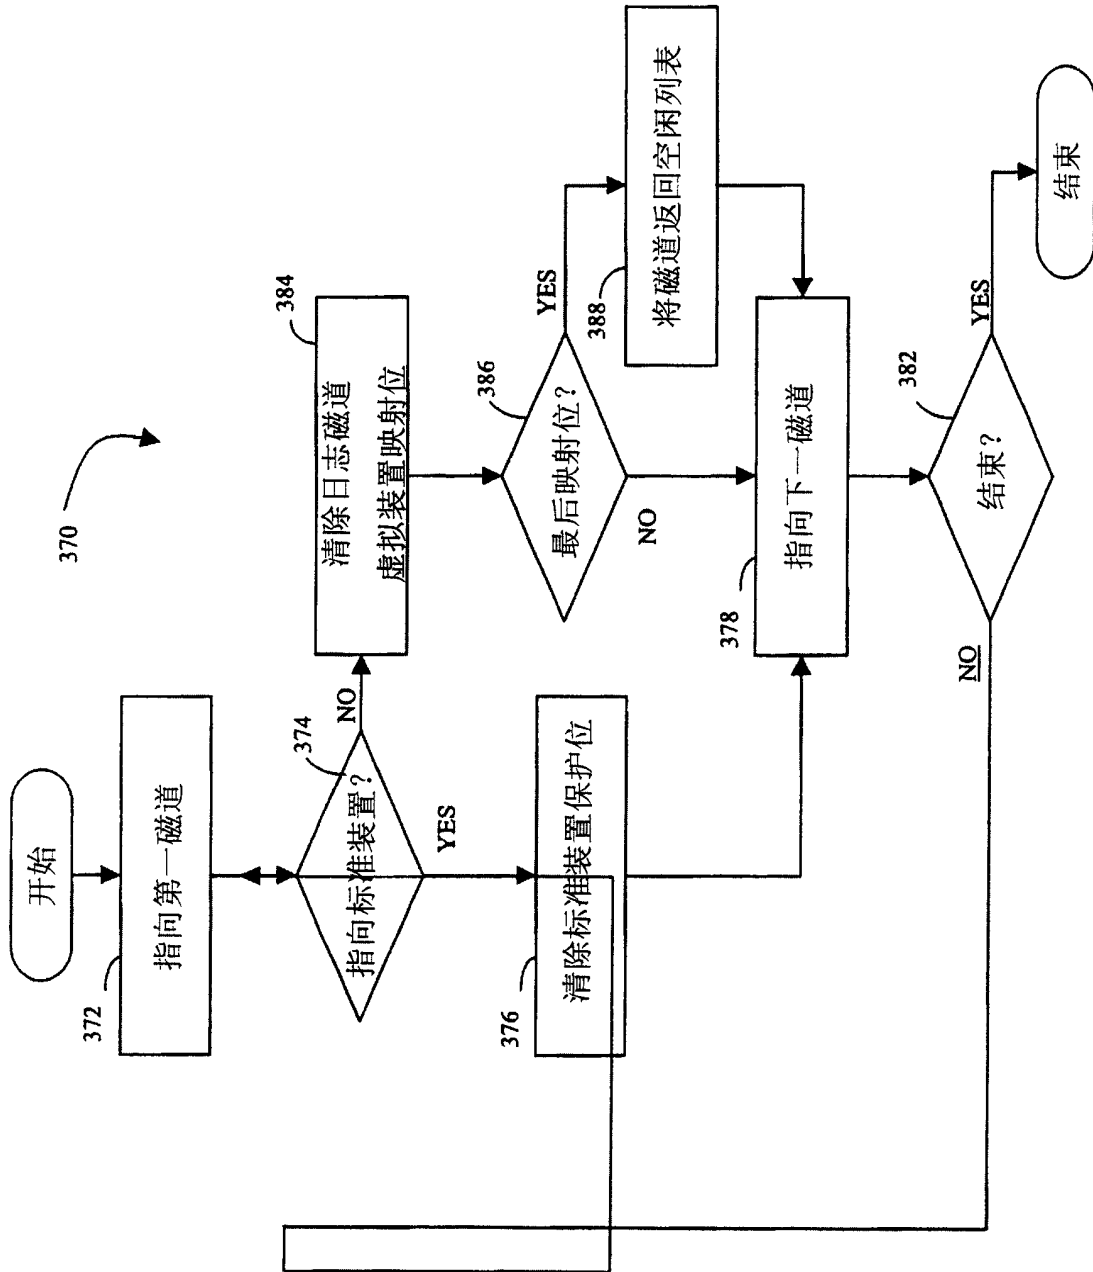 370
开始
372
指向第一磁道
374
指向标准装置?
NO
YES
384
清除日志磁道
虚拟装置映射位
376
清除标准装置保护位
386
最后映射位?
YES
NO
388
将磁道返回空闲列表
378
指向下一磁道
382
结束?
YES
NO
结束